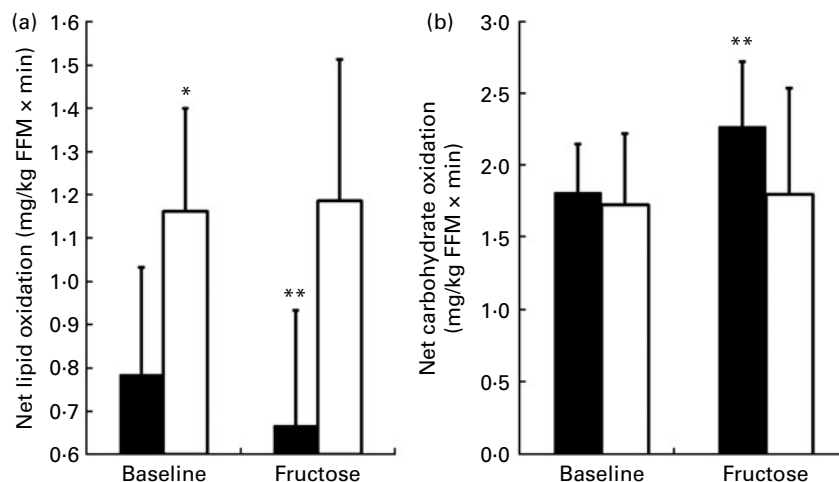 (a)
Net lipid oxidation (mg/kg FFM × min)
1·6
1·5
1·4
1·3
1·2
1·1
1·0
0·9
0·8
0·7
0·6
*
**
Baseline
Fructose
(b)
Net carbohydrate oxidation
(mg/kg FFM × min)
3·0
2·5
2·0
1·5
1·0
0·5
0·0
**
Baseline
Fructose